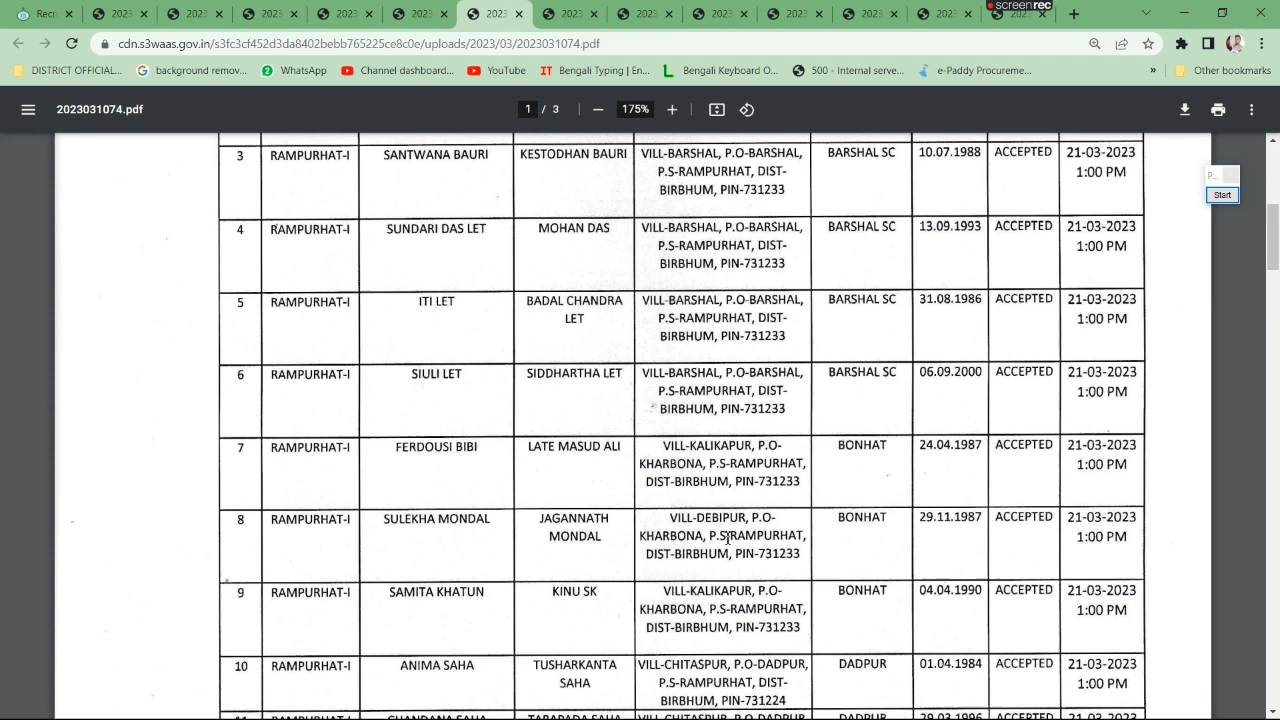 Recru
2023
2023
2023
2023
2023
2023
2023
2023
2023
2023
2023
2023
screenrec
cdn.s3waas.gov.in/s3fc3cf452d3da8402bebb765225ce8c0e/uploads/2023/03/2023031074.pdf
DISTRICT OFFICIAL... background remov... WhatsApp Channel dashboard... YouTube Bengali Typing | En... Bengali Keyboard O... 500 - Internal serve... e-Paddy Procureme... » Other bookmarks
2023031074.pdf 1 / 3 175%
P...
Start
3 RAMPURHAT-I SANTWANA BAURI KESTODHAN BAURI VILL-BARSHAL, P.O-BARSHAL, BARSHAL SC 10.07.1988 ACCEPTED 21-03-2023
P.S-RAMPURHAT, DIST- 1:00 PM
BIRBHUM, PIN-731233
4 RAMPURHAT-I SUNDARI DAS LET MOHAN DAS VILL-BARSHAL, P.O-BARSHAL, BARSHAL SC 13.09.1993 ACCEPTED 21-03-2023
P.S-RAMPURHAT, DIST- 1:00 PM
BIRBHUM, PIN-731233
5 RAMPURHAT-I ITI LET BADAL CHANDRA VILL-BARSHAL, P.O-BARSHAL, BARSHAL SC 31.08.1986 ACCEPTED 21-03-2023
LET P.S-RAMPURHAT, DIST- 1:00 PM
BIRBHUM, PIN-731233
6 RAMPURHAT-I SIULI LET SIDDHARTHA LET VILL-BARSHAL, P.O-BARSHAL, BARSHAL SC 06.09.2000 ACCEPTED 21-03-2023
P.S-RAMPURHAT, DIST- 1:00 PM
BIRBHUM, PIN-731233
7 RAMPURHAT-I FERDOUSI BIBI LATE MASUD ALI VILL-KALIKAPUR, P.O- BONHAT 24.04.1987 ACCEPTED 21-03-2023
KHARBONA, P.S-RAMPURHAT, 1:00 PM
DIST-BIRBHUM, PIN-731233
8 RAMPURHAT-I SULEKHA MONDAL JAGANNATH VILL-DEBIPUR, P.O- BONHAT 29.11.1987 ACCEPTED 21-03-2023
MONDAL KHARBONA, P.S-RAMPURHAT, 1:00 PM
DIST-BIRBHUM, PIN-731233
9 RAMPURHAT-I SAMITA KHATUN KINU SK VILL-KALIKAPUR, P.O- BONHAT 04.04.1990 ACCEPTED 21-03-2023
KHARBONA, P.S-RAMPURHAT, 1:00 PM
DIST-BIRBHUM, PIN-731233
10 RAMPURHAT-I ANIMA SAHA TUSHARKANTA VILL-CHITASPUR, P.O-DADPUR, DADPUR 01.04.1984 ACCEPTED 21-03-2023
SAHA P.S-RAMPURHAT, DIST- 1:00 PM
BIRBHUM, PIN-731224